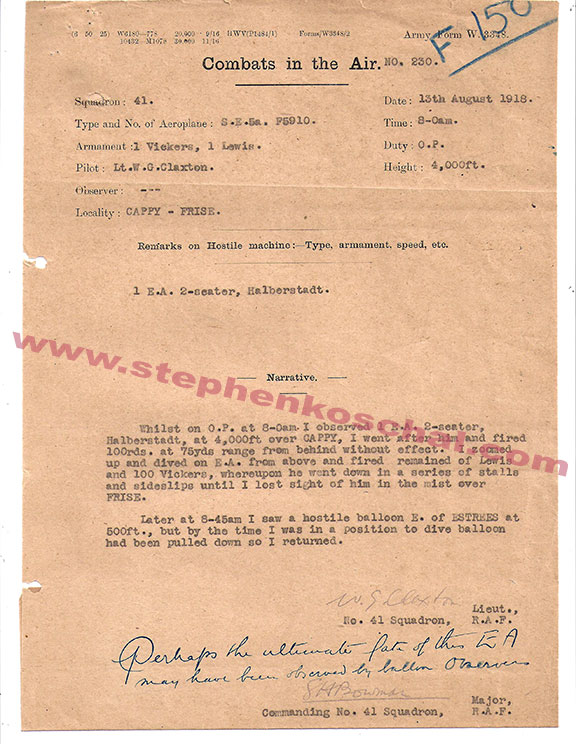 F 150
(6 50 25) W6180—778 20,000 9/16 HWV(P1484/1) Forms/W3348/2 Army Form W. 3348.
10432—M1078 20,000 11/16
Combats in the Air. NO. 230.
Squadron : 41.
Date : 13th August 1918.
Type and No. of Aeroplane : S.E.5a. F5910.
Time : 8-0am.
Armament : 1 Vickers, 1 Lewis.
Duty : O.P.
Pilot : Lt.W.G.Claxton.
Height : 4,000ft.
Observer : ---
Locality : CAPPY - FRISE.
Remarks on Hostile machine :—Type, armament, speed, etc.
1 E.A. 2-seater, Halberstadt.
www.stephenkoschal.com
— Narrative. —
Whilst on O.P. at 8-0am I observed 1 E.A. 2-seater,
Halberstadt, at 4,000ft over CAPPY, I went after him and fired
100rds. at 75yds range from behind without effect. I zoomed
up and dived on E.A. from above and fired remained of Lewis
and 100 Vickers, whereupon he went down in a series of stalls
and sideslips until I lost sight of him in the mist over
FRISE.
Later at 8-45am I saw a hostile balloon E. of ESTREES at
500ft., but by the time I was in a position to dive balloon
had been pulled down so I returned.
W. G. Claxton Lieut.,
No. 41 Squadron, R.A.F.
Perhaps the ultimate fate of this EA
may have been observed by ballon observers
Bowman Major,
Commanding No. 41 Squadron, R.A.F.